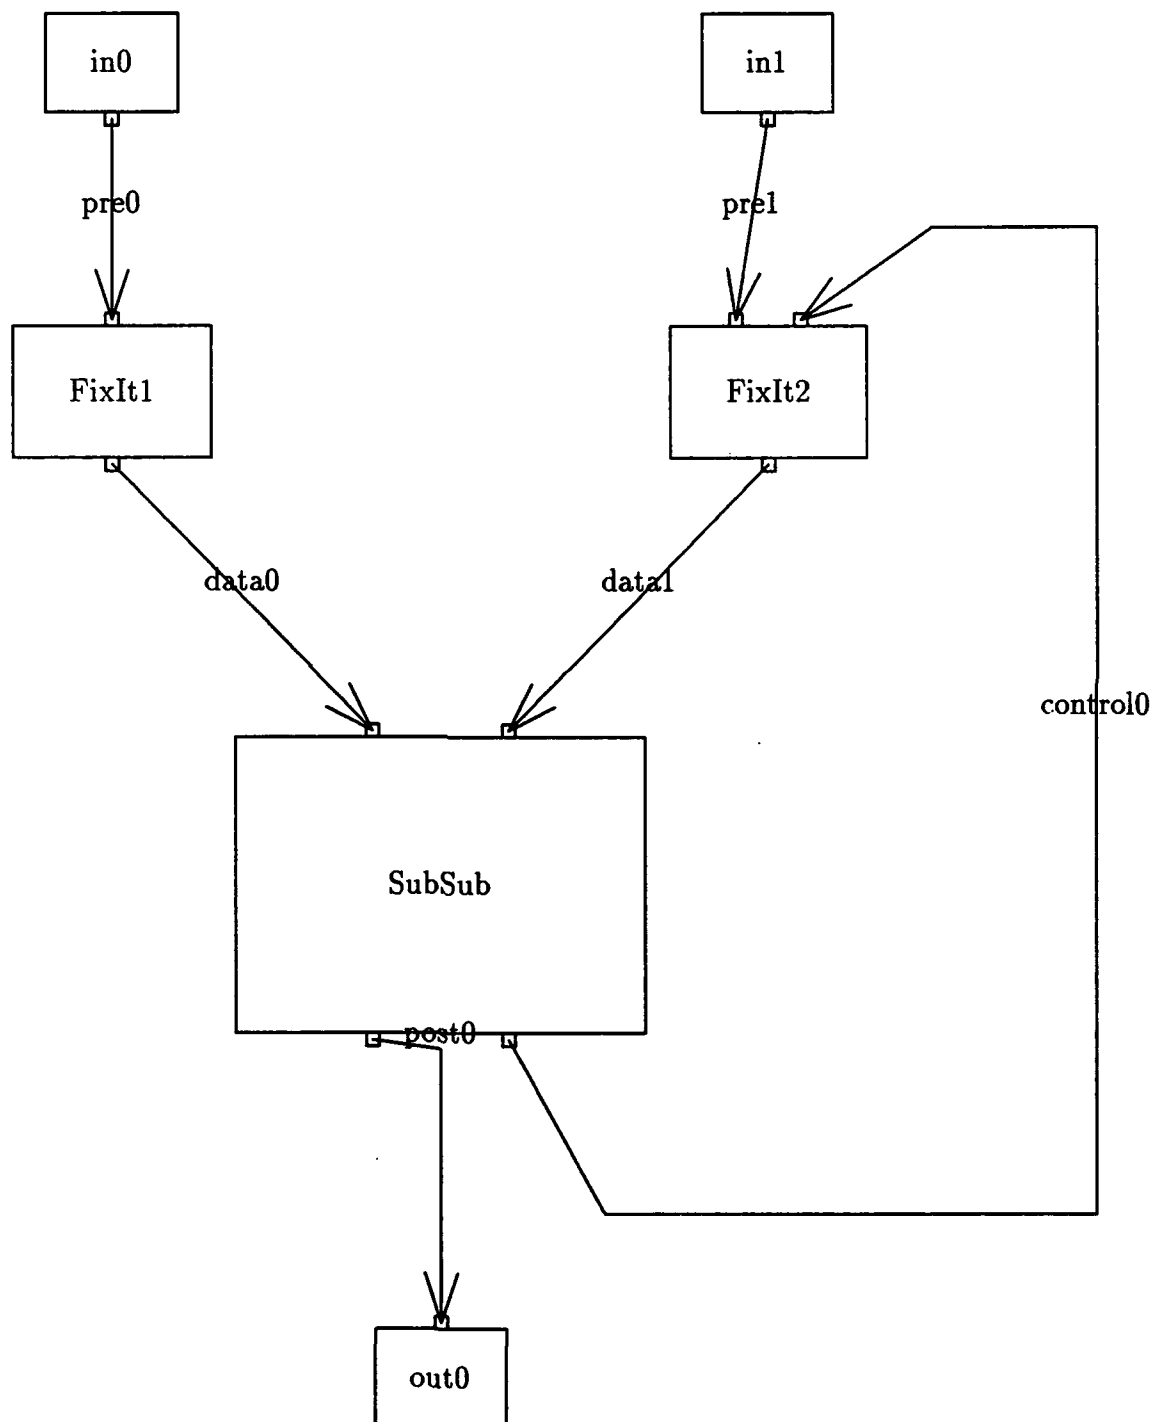 in0
in1
pre0
pre1
FixIt1
FixIt2
data0
data1
control0
SubSub
post0
out0